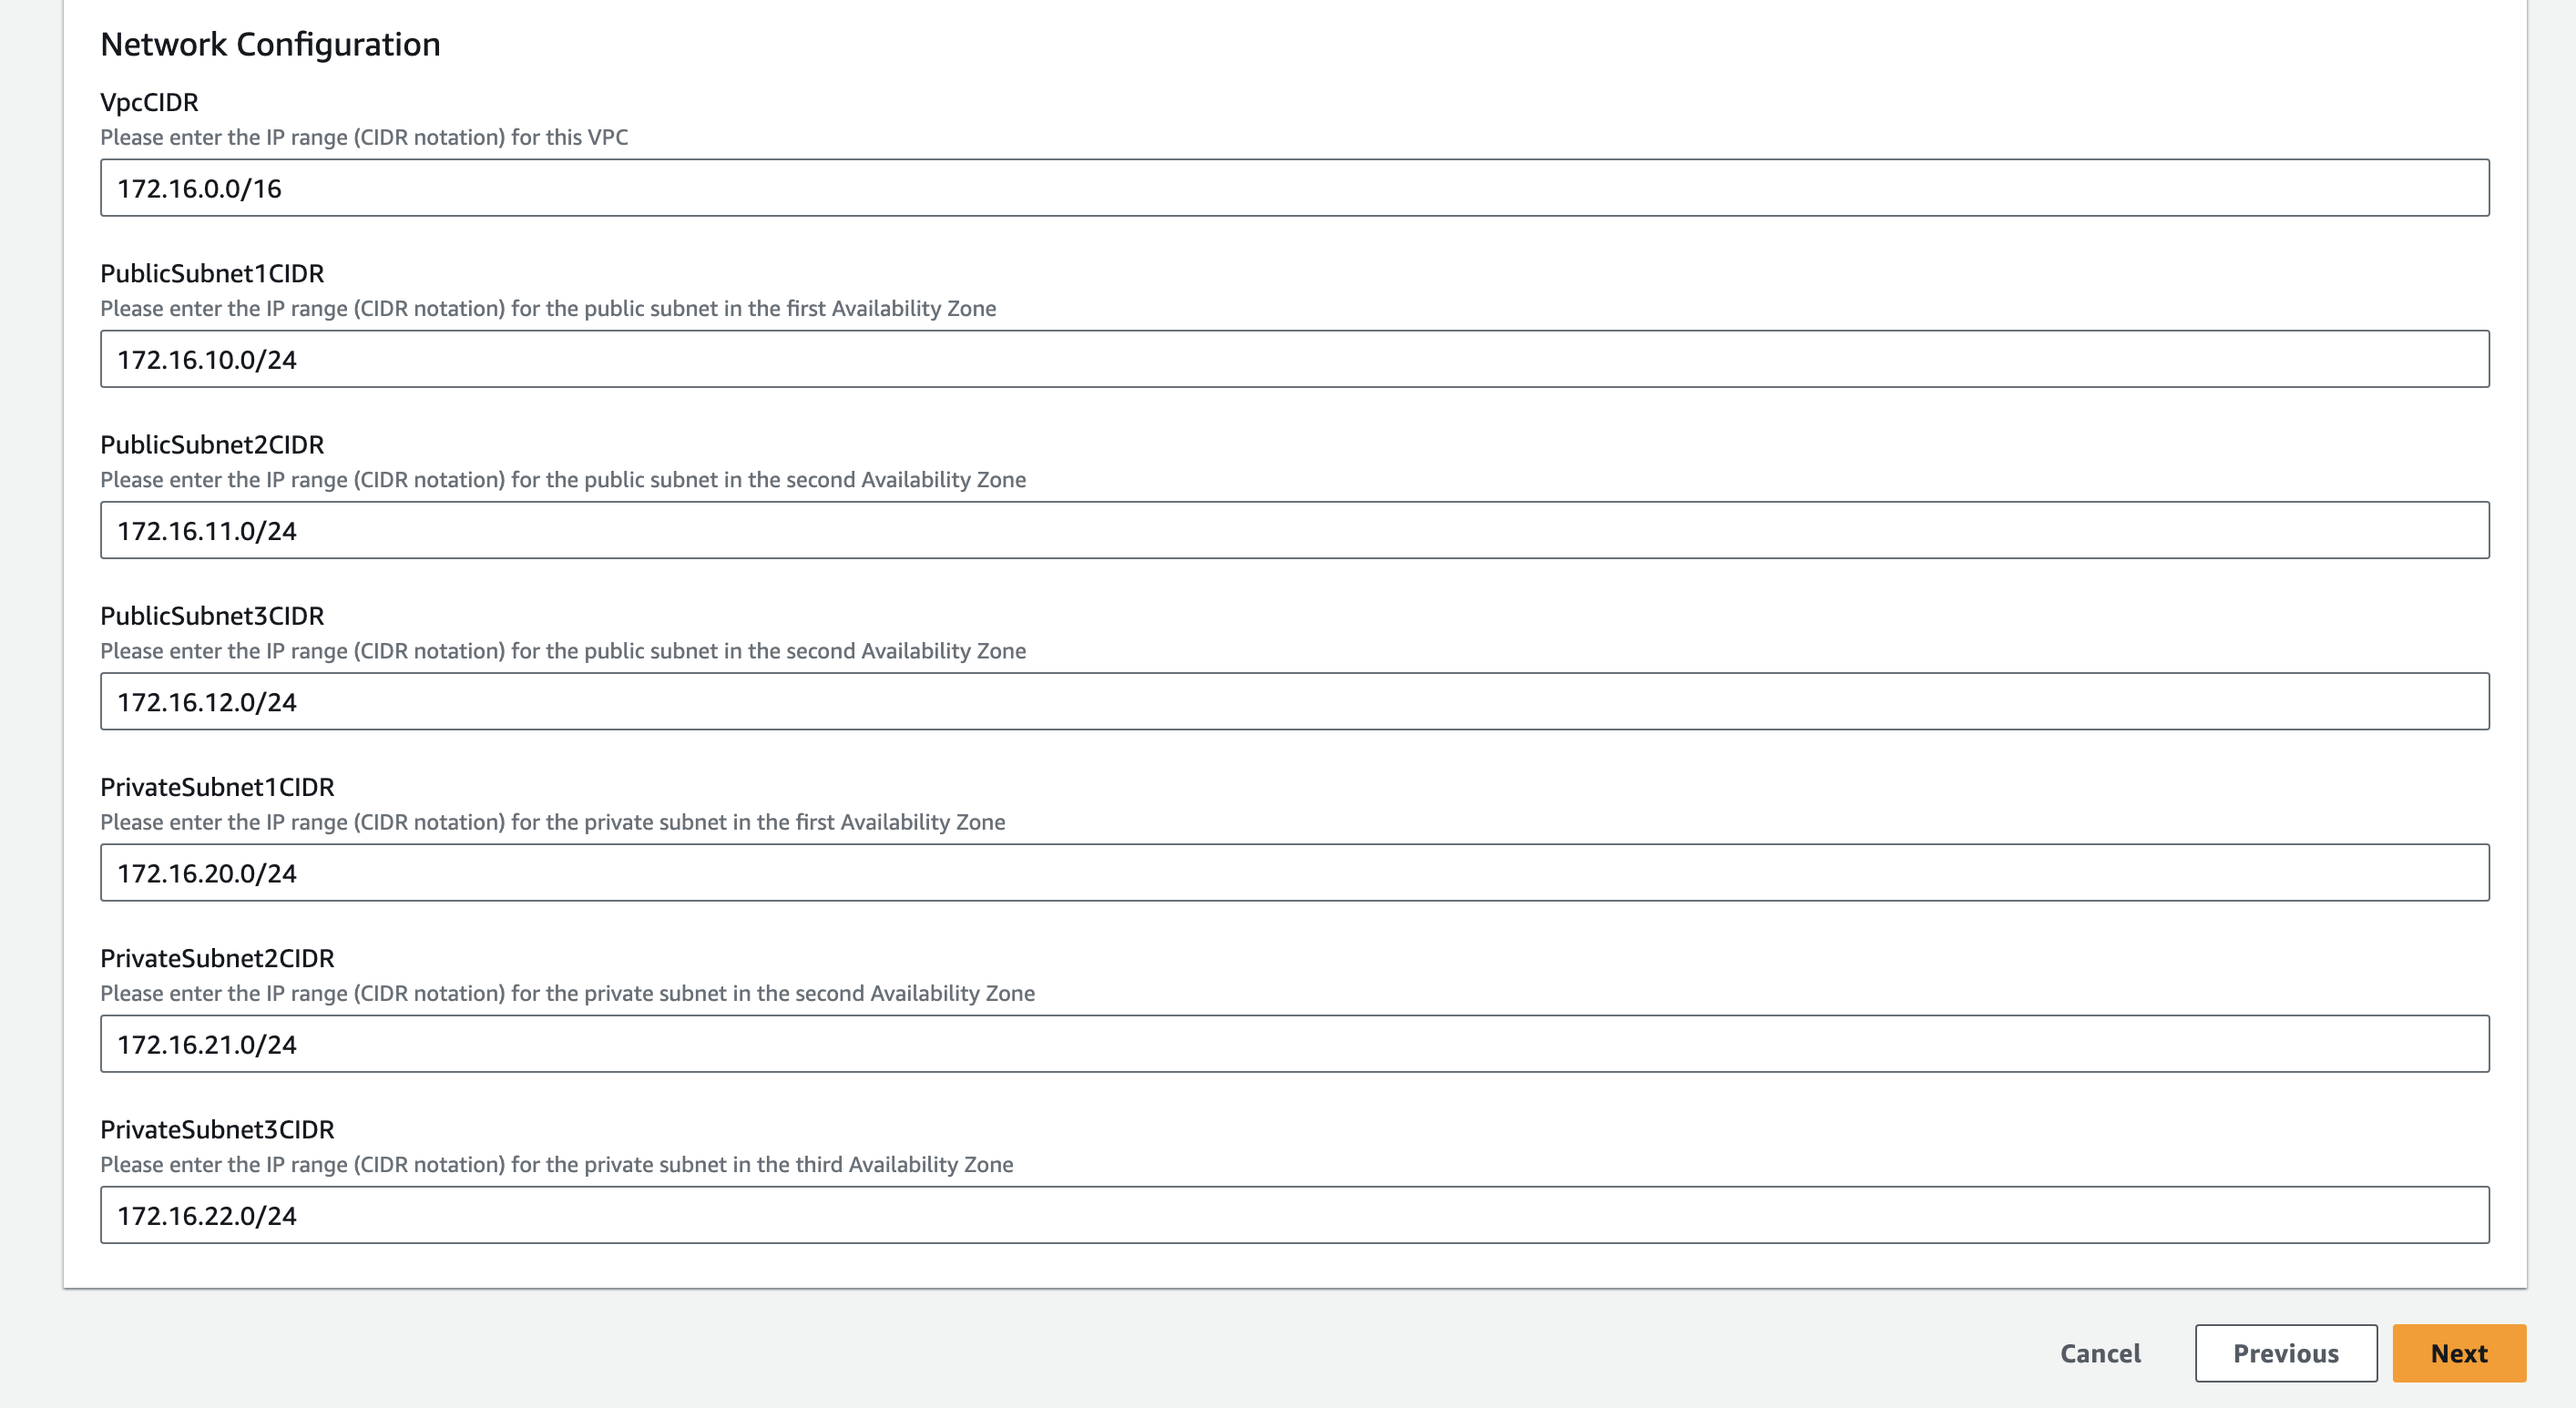 Network Configuration
VpcCIDR
Please enter the IP range (CIDR notation) for this VPC
172.16.0.0/16
PublicSubnet1CIDR
Please enter the IP range (CIDR notation) for the public subnet in the first Availability Zone
172.16.10.0/24
PublicSubnet2CIDR
Please enter the IP range (CIDR notation) for the public subnet in the second Availability Zone
172.16.11.0/24
PublicSubnet3CIDR
Please enter the IP range (CIDR notation) for the public subnet in the second Availability Zone
172.16.12.0/24
PrivateSubnet1CIDR
Please enter the IP range (CIDR notation) for the private subnet in the first Availability Zone
172.16.20.0/24
PrivateSubnet2CIDR
Please enter the IP range (CIDR notation) for the private subnet in the second Availability Zone
172.16.21.0/24
PrivateSubnet3CIDR
Please enter the IP range (CIDR notation) for the private subnet in the third Availability Zone
172.16.22.0/24
Cancel Previous Next